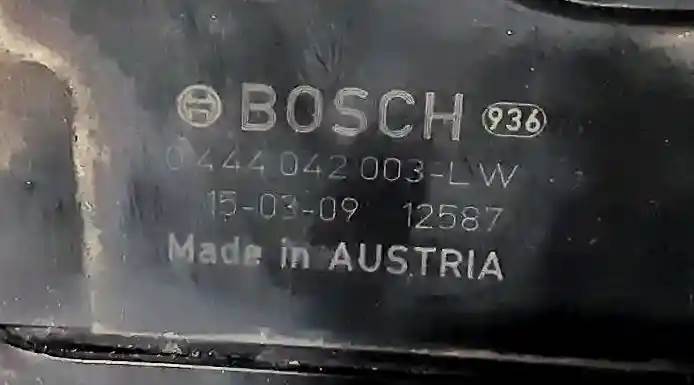 BOSCH 936
0 444 042 003-LW
15-03-09 12587
Made in AUSTRIA